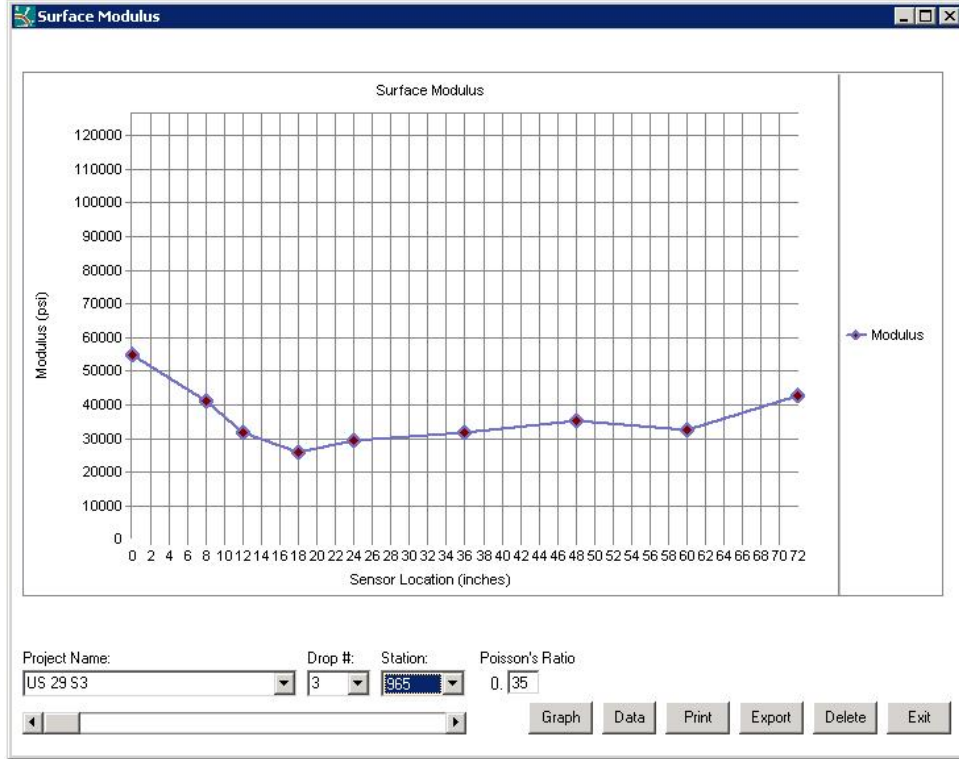 Surface Modulus
Surface Modulus
120000
110000
100000
90000
80000
70000
60000
50000
40000
30000
20000
10000
0
Modulus (psi)
0 2 4 6 8 10 12 14 16 18 20 22 24 26 28 30 32 34 36 38 40 42 44 46 48 50 52 54 56 58 60 62 64 66 68 70 72
Sensor Location (inches)
Modulus
Project Name: Drop #: Station: Poisson's Ratio
US 29 S3 3 965 0. 35
Graph Data Print Export Delete Exit